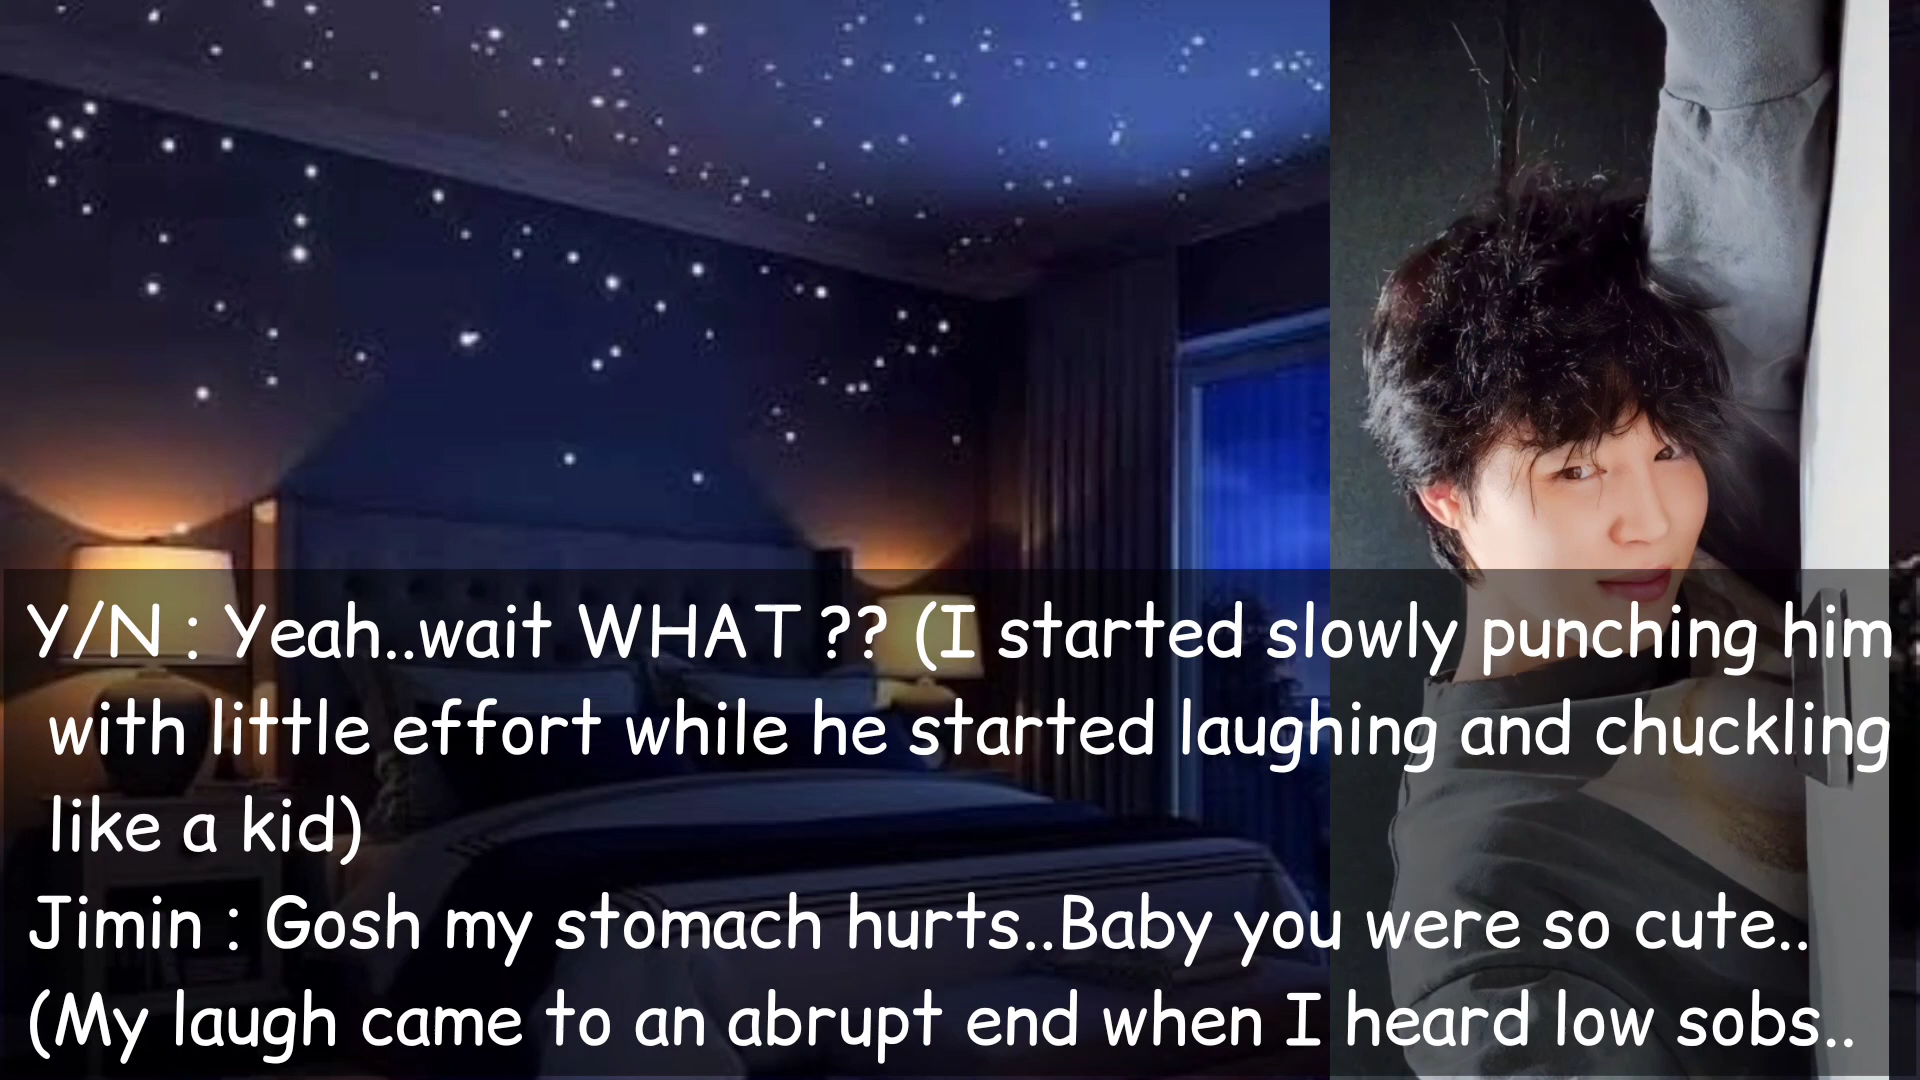 Y/N : Yeah..wait WHAT ?? (I started slowly punching him
with little effort while he started laughing and chuckling
like a kid)
Jimin : Gosh my stomach hurts..Baby you were so cute..
(My laugh came to an abrupt end when I heard low sobs..